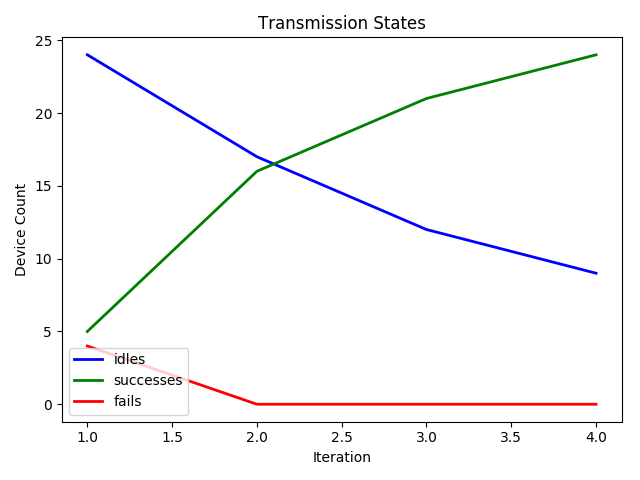 Transmission States
Device Count
25
20
15
10
5
0
idles
successes
fails
1.0 1.5 2.0 2.5 3.0 3.5 4.0
Iteration